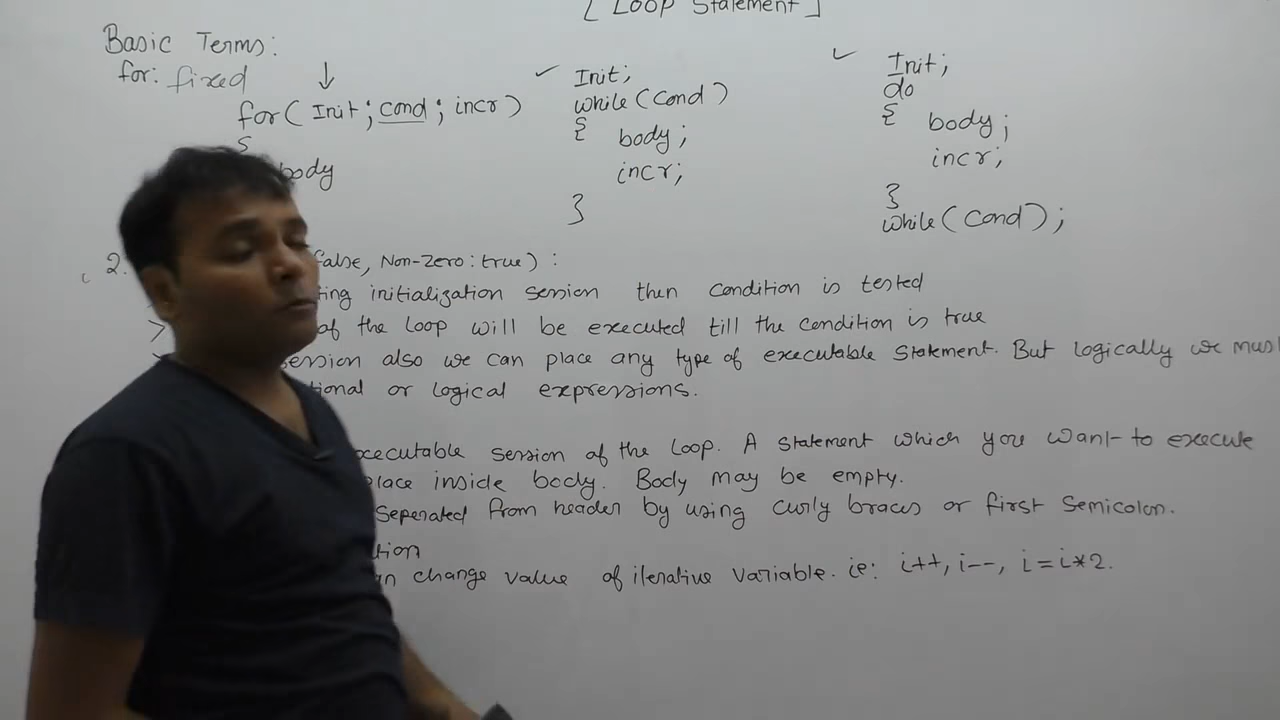 [ Loop Statement ]
Basic Terms:
for: fixed
for( Init; cond; incr)
{
body
Init;
while(Cond)
{ body;
incr;
}
Init;
do
{ body;
incr;
}
while(Cond);
2. false, Non-Zero: true) :
ting initialization session then condition is tested
> of the loop will be executed till the condition is true
session also we can place any type of executable statement. But logically we must
tional or logical expressions.
xecutable session of the loop. A statement which you want to execute
place inside body. Body may be empty.
Seperated from header by using curly braces or first semicolon.
tion
n change value of iterative variable. ie: i++, i--, i=i*2.